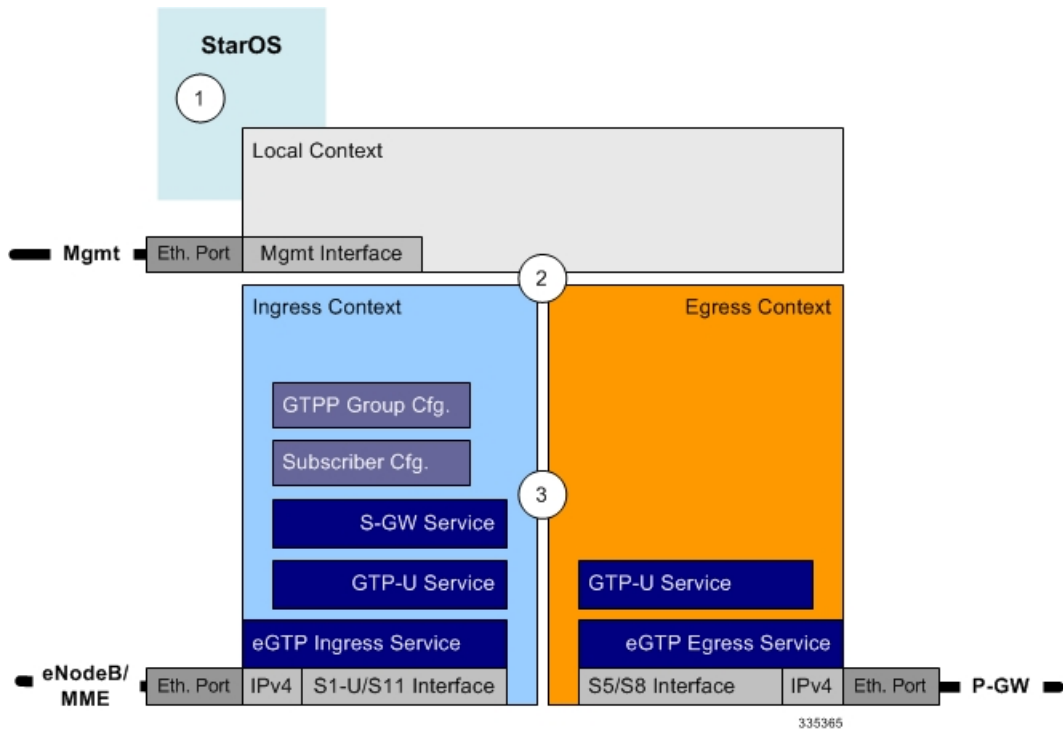 StarOS
1
Local Context
Mgmt
Eth. Port
Mgmt Interface
2
Ingress Context
Egress Context
GTPP Group Cfg.
Subscriber Cfg.
3
S-GW Service
GTP-U Service
GTP-U Service
eGTP Ingress Service
eGTP Egress Service
eNodeB/
MME
Eth. Port
IPv4
S1-U/S11 Interface
S5/S8 Interface
IPv4
Eth. Port
P-GW
335365